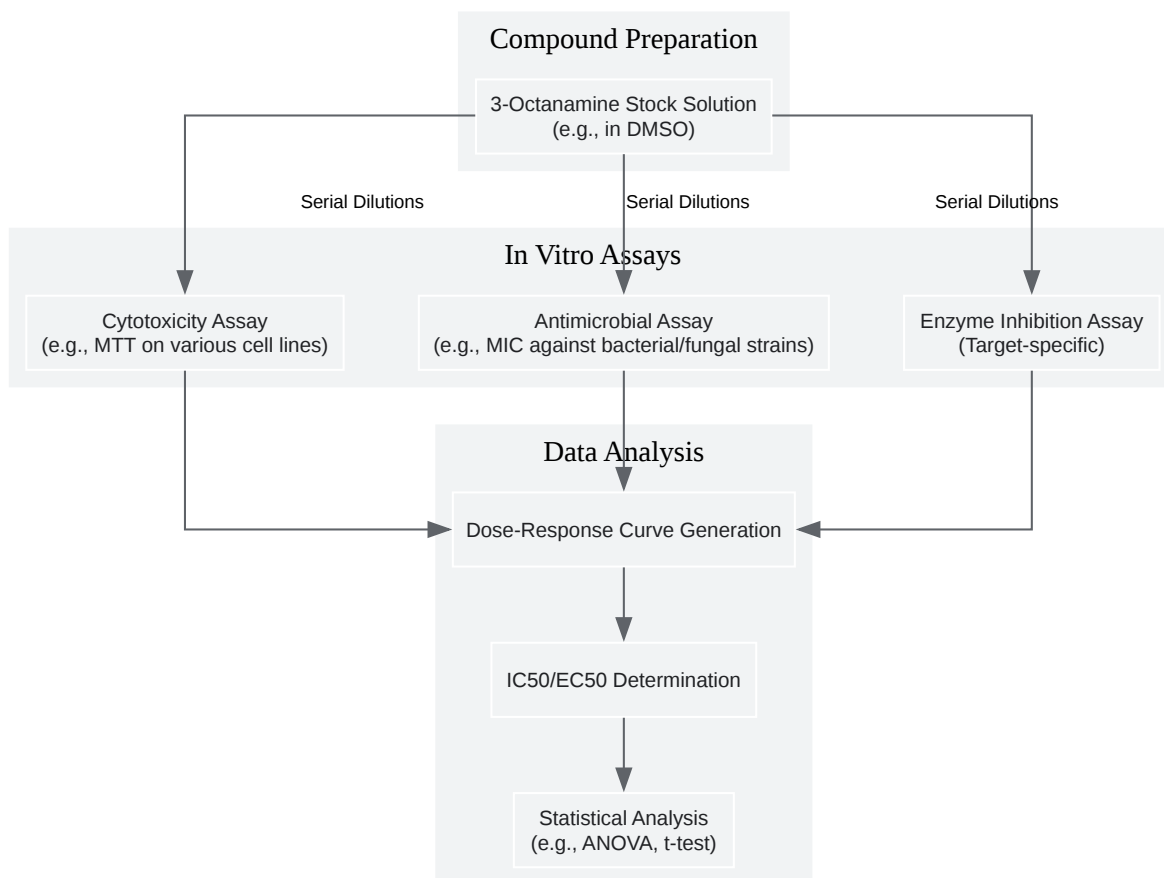 Compound Preparation
3-Octanamine Stock Solution
(e.g., in DMSO)
Serial Dilutions
Serial Dilutions
Serial Dilutions
In Vitro Assays
Cytotoxicity Assay
(e.g., MTT on various cell lines)
Antimicrobial Assay
(e.g., MIC against bacterial/fungal strains)
Enzyme Inhibition Assay
(Target-specific)
Data Analysis
Dose-Response Curve Generation
IC50/EC50 Determination
Statistical Analysis
(e.g., ANOVA, t-test)